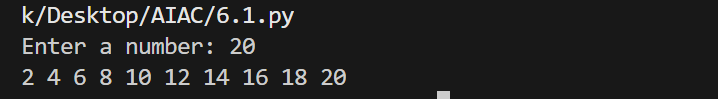 k/Desktop/AIAC/6.1.py
Enter a number: 20
2 4 6 8 10 12 14 16 18 20